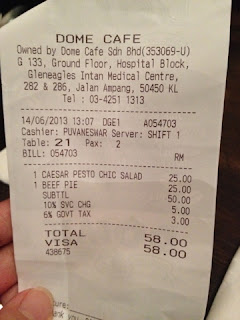 DOME CAFE
Owned by Dome Cafe Sdn Bhd(353069-U)
G 133, Ground Floor, Hospital Block,
Gleneagles Intan Medical Centre,
282 & 286, Jalan Ampang, 50450 KL
Tel : 03-4251 1313
14/06/2013 13:07 DGE1 A054703
Cashier: PUVANESWAR Server: SHIFT 1
Table: 21 Pax: 2
BILL: 054703 RM
1 CAESAR PESTO CHIC SALAD 25.00
1 BEEF PIE 25.00
SUBTTL 50.00
10% SVC CHG 5.00
6% GOVT TAX 3.00
TOTAL 58.00
VISA 58.00
438675